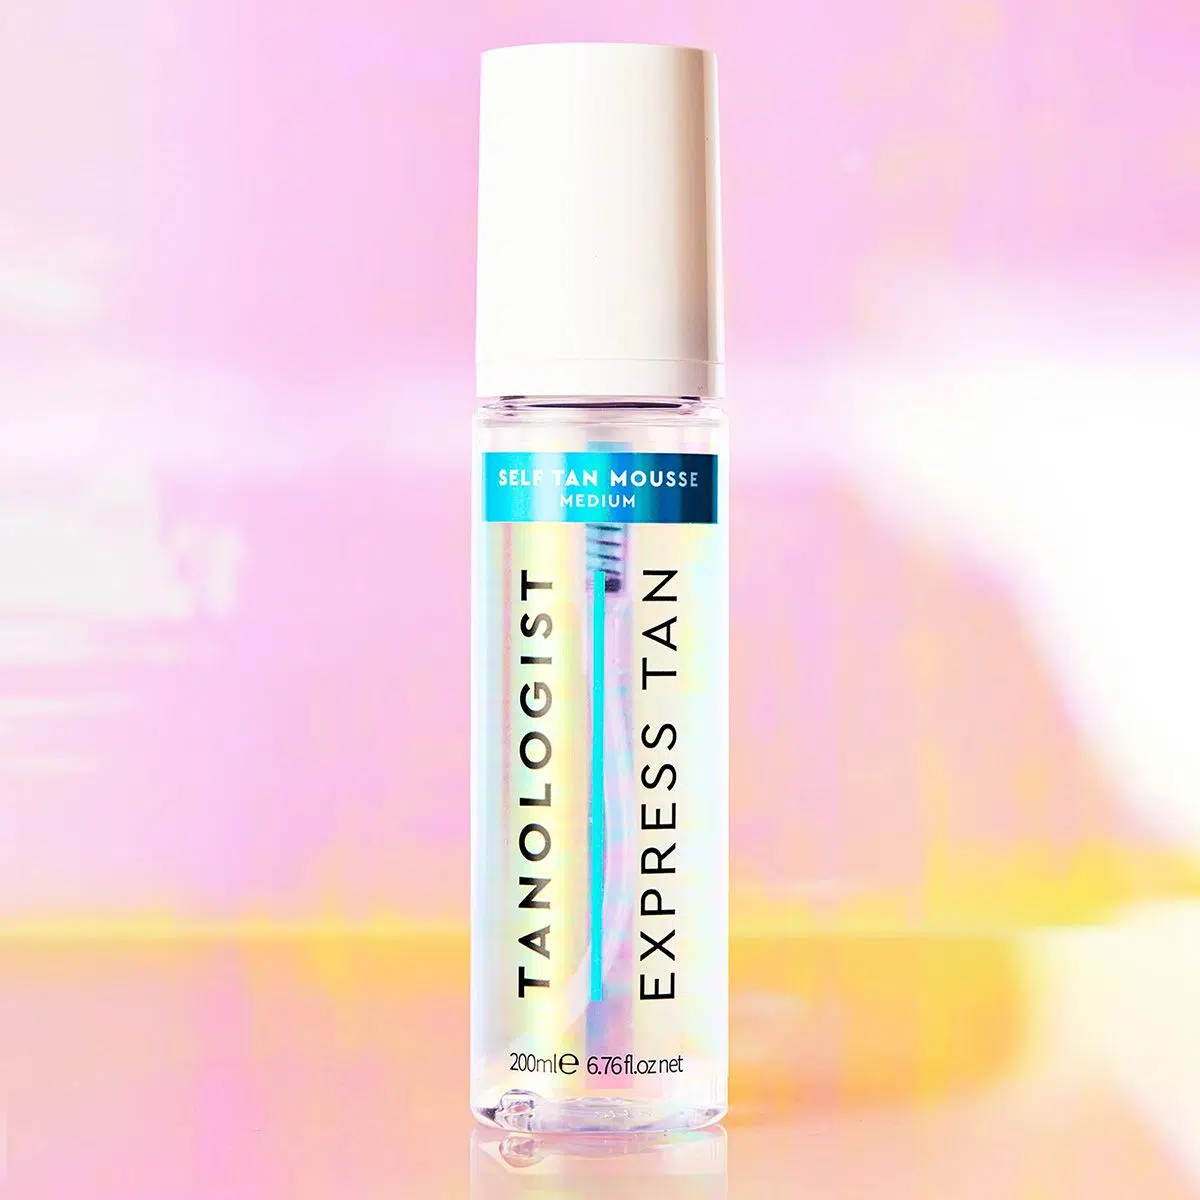 SELF TAN MOUSSE
MEDIUM
TANOLOGIST
EXPRESS TAN
200ml℮ 6.76fl.oz net